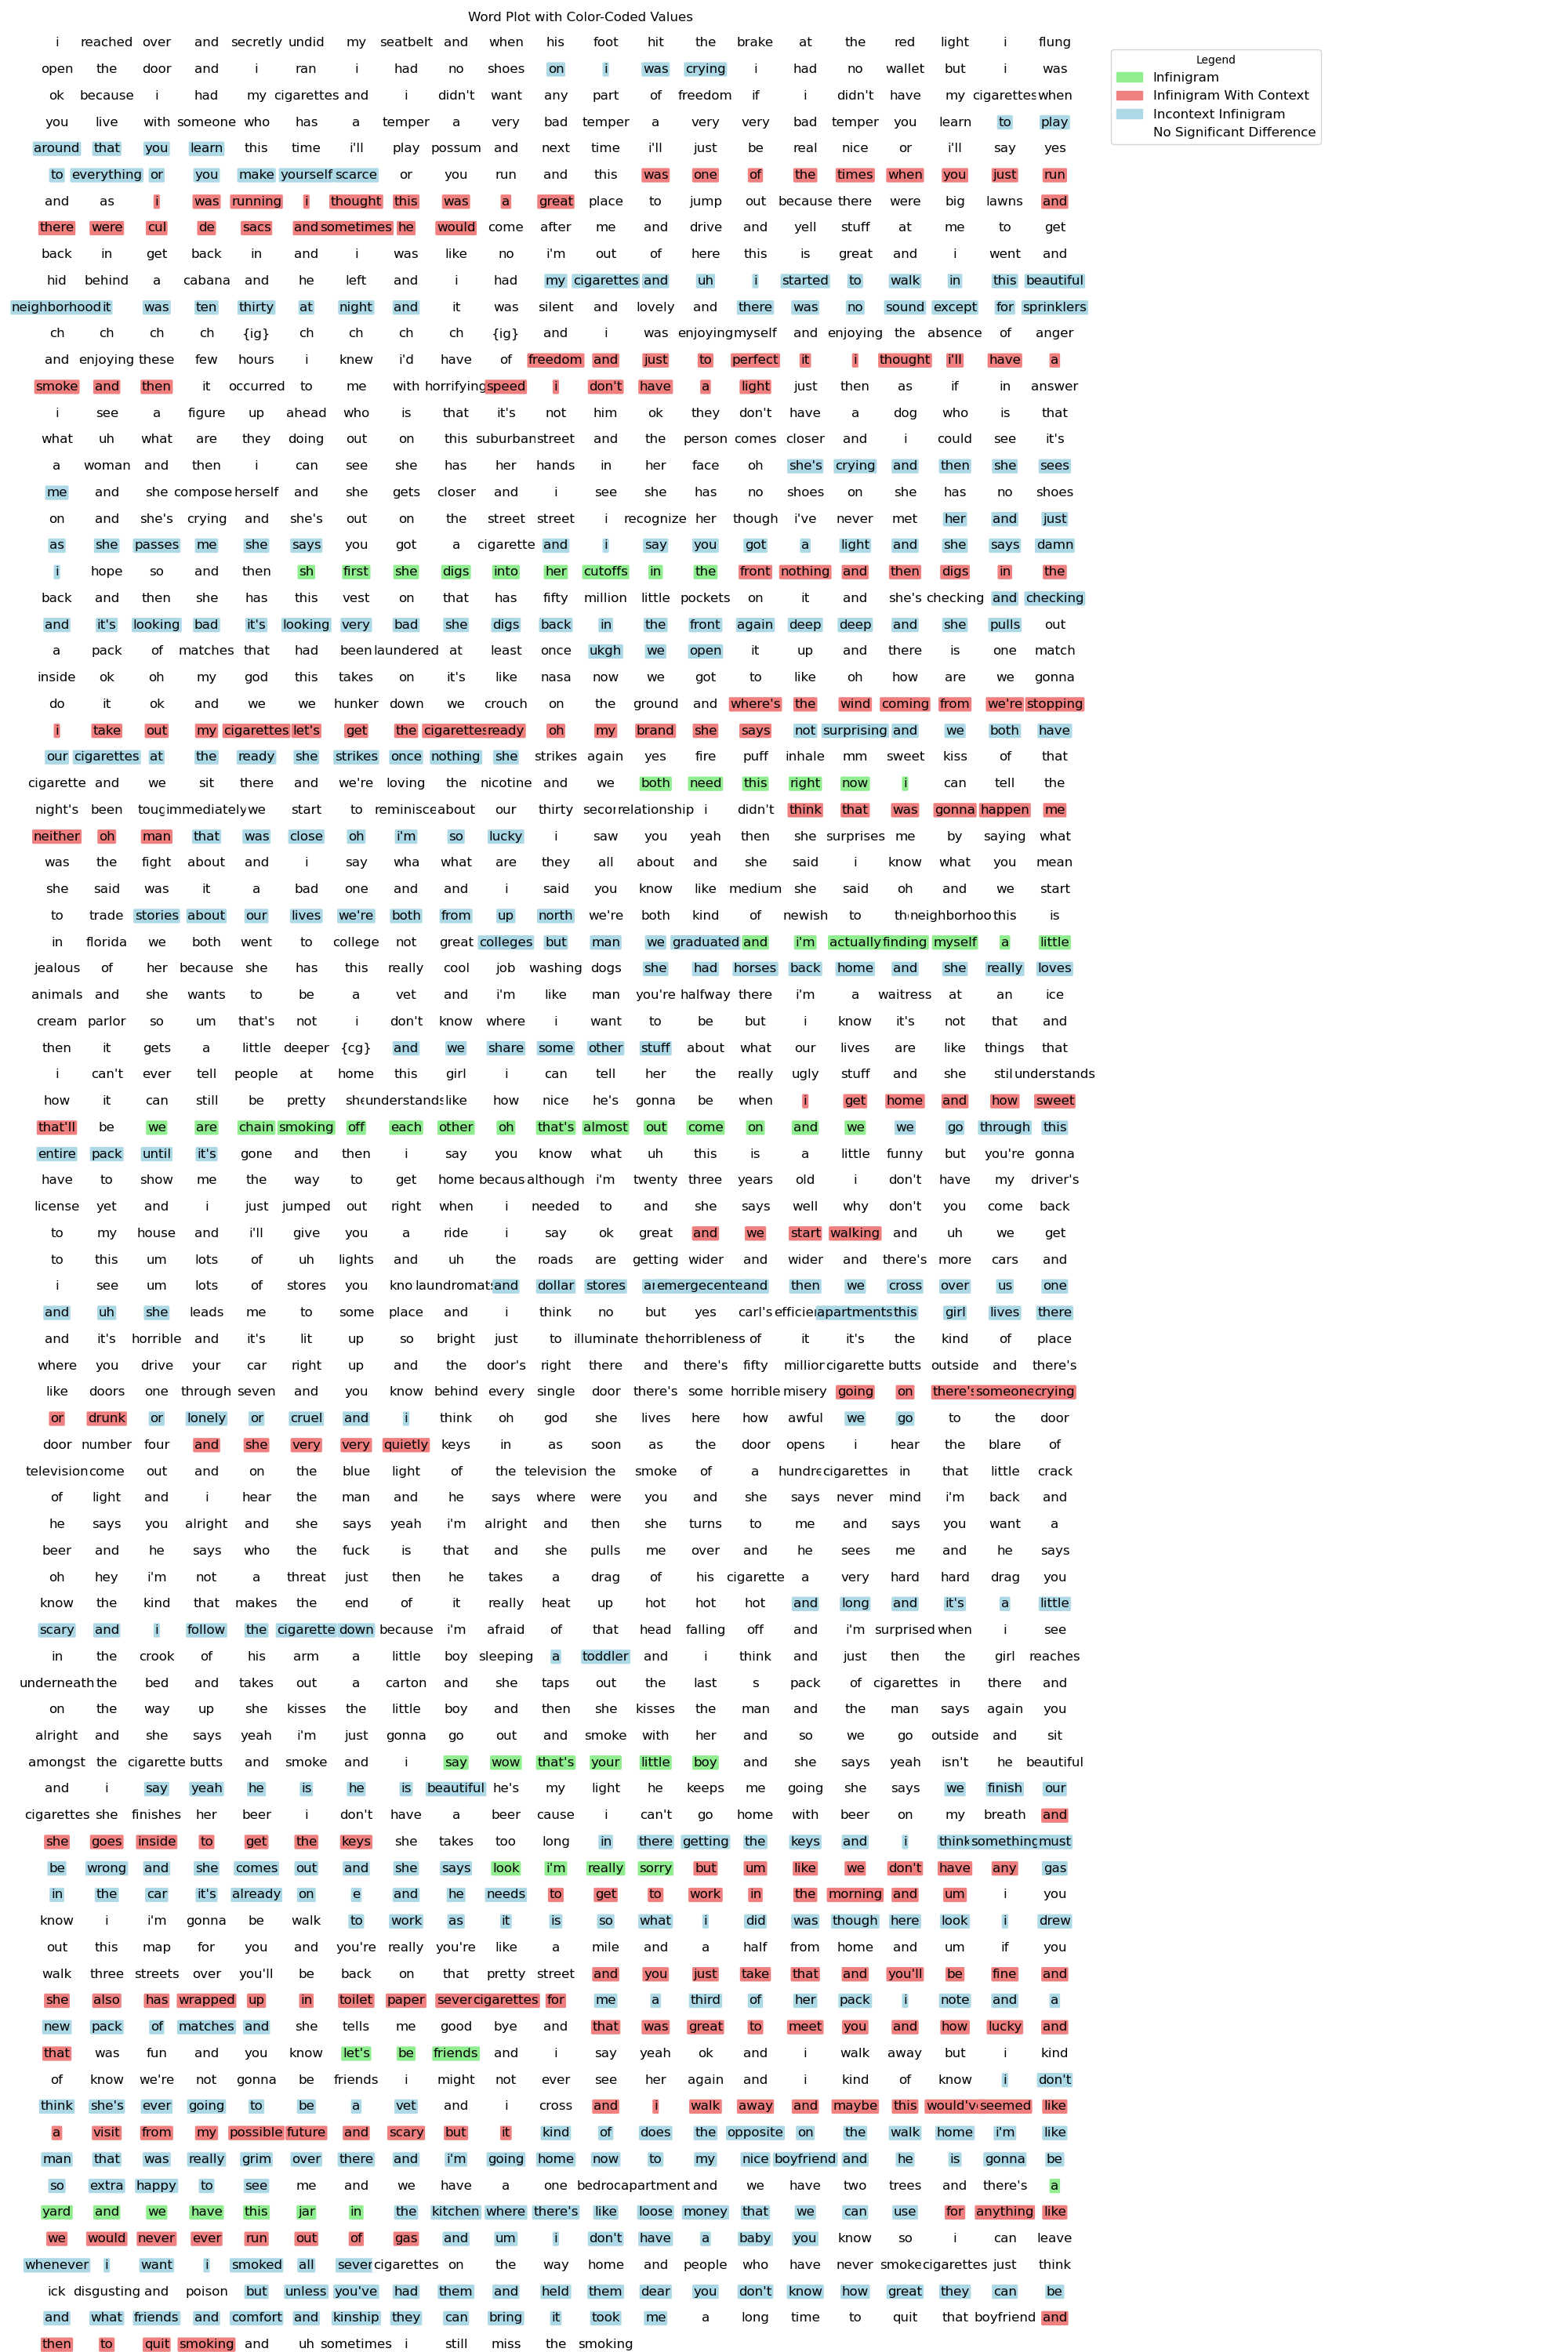 Word Plot with Color-Coded Values
i reached over and secretly undid my seatbelt and when his foot hit the brake at the red light i flung
open the door and i ran i had no shoes on i was crying i had no wallet but i was
ok because i had my cigarettes and i didn't want any part of freedom if i didn't have my cigarettes when
you live with someone who has a temper a very bad temper a very very bad temper you learn to play
around that you learn this time i'll play possum and next time i'll just be real nice or i'll say yes
to everything or you make yourself scarce or you run and this was one of the times when you just run
and as i was running i thought this was a great place to jump out because there were big lawns and
there were cul de sacs and sometimes he would come after me and drive and yell stuff at me to get
back in get back in and i was like no i'm out of here this is great and i went and
hid behind a cabana and he left and i had my cigarettes and uh i started to walk in this beautiful
neighborhood it was ten thirty at night and it was silent and lovely and there was no sound except for sprinklers
ch ch ch ch {ig} ch ch ch ch {ig} and i was enjoying myself and enjoying the absence of anger
and enjoying these few hours i knew i'd have of freedom and just to perfect it i thought i'll have a
smoke and then it occurred to me with horrifying speed i don't have a light just then as if in answer
i see a figure up ahead who is that it's not him ok they don't have a dog who is that
what uh what are they doing out on this suburban street and the person comes closer and i could see it's
a woman and then i can see she has her hands in her face oh she's crying and then she sees
me and she compose herself and she gets closer and i see she has no shoes on she has no shoes
on and she's crying and she's out on the street street i recognize her though i've never met her and just
as she passes me she says you got a cigarette and i say you got a light and she says damn
i hope so and then sh first she digs into her cutoffs in the front nothing and then digs in the
back and then she has this vest on that has fifty million little pockets on it and she's checking and checking
and it's looking bad it's looking very bad she digs back in the front again deep deep and she pulls out
a pack of matches that had been laundered at least once ukgh we open it up and there is one match
inside ok oh my god this takes on it's like nasa now we got to like oh how are we gonna
do it ok and we we hunker down we crouch on the ground and where's the wind coming from we're stopping
i take out my cigarettes let's get the cigarettes ready oh my brand she says not surprising and we both have
our cigarettes at the ready she strikes once nothing she strikes again yes fire puff inhale mm sweet kiss of that
cigarette and we sit there and we're loving the nicotine and we both need this right now i can tell the
night's been toug immediately we start to reminisce about our thirty secor relationship i didn't think that was gonna happen me
neither oh man that was close oh i'm so lucky i saw you yeah then she surprises me by saying what
was the fight about and i say wha what are they all about and she said i know what you mean
she said was it a bad one and and i said you know like medium she said oh and we start
to trade stories about our lives we're both from up north we're both kind of newish to th neighborhoo this is
in florida we both went to college not great colleges but man we graduated and i'm actually finding myself a little
jealous of her because she has this really cool job washing dogs she had horses back home and she really loves
animals and she wants to be a vet and i'm like man you're halfway there i'm a waitress at an ice
cream parlor so um that's not i don't know where i want to be but i know it's not that and
then it gets a little deeper {cg} and we share some other stuff about what our lives are like things that
i can't ever tell people at home this girl i can tell her the really ugly stuff and she stil understands
how it can still be pretty she understands like how nice he's gonna be when i get home and how sweet
that'll be we are chain smoking off each other oh that's almost out come on and we we go through this
entire pack until it's gone and then i say you know what uh this is a little funny but you're gonna
have to show me the way to get home becaus although i'm twenty three years old i don't have my driver's
license yet and i just jumped out right when i needed to and she says well why don't you come back
to my house and i'll give you a ride i say ok great and we start walking and uh we get
to this um lots of uh lights and uh the roads are getting wider and wider and there's more cars and
i see um lots of stores you kno laundromats and dollar stores an emergecente and then we cross over us one
and uh she leads me to some place and i think no but yes carl's efficien apartments this girl lives there
and it's horrible and it's lit up so bright just to illuminate the horribleness of it it's the kind of place
where you drive your car right up and the door's right there and there's fifty million cigarette butts outside and there's
like doors one through seven and you know behind every single door there's some horrible misery going on there's someone crying
or drunk or lonely or cruel and i think oh god she lives here how awful we go to the door
door number four and she very very quietly keys in as soon as the door opens i hear the blare of
television come out and on the blue light of the television the smoke of a hundre cigarettes in that little crack
of light and i hear the man and he says where were you and she says never mind i'm back and
he says you alright and she says yeah i'm alright and then she turns to me and says you want a
beer and he says who the fuck is that and she pulls me over and he sees me and he says
oh hey i'm not a threat just then he takes a drag of his cigarette a very hard hard drag you
know the kind that makes the end of it really heat up hot hot hot and long and it's a little
scary and i follow the cigarette down because i'm afraid of that head falling off and i'm surprised when i see
in the crook of his arm a little boy sleeping a toddler and i think and just then the girl reaches
underneath the bed and takes out a carton and she taps out the last s pack of cigarettes in there and
on the way up she kisses the little boy and then she kisses the man and the man says again you
alright and she says yeah i'm just gonna go out and smoke with her and so we go outside and sit
amongst the cigarette butts and smoke and i say wow that's your little boy and she says yeah isn't he beautiful
and i say yeah he is he is beautiful he's my light he keeps me going she says we finish our
cigarettes she finishes her beer i don't have a beer cause i can't go home with beer on my breath and
she goes inside to get the keys she takes too long in there getting the keys and i think something must
be wrong and she comes out and she says look i'm really sorry but um like we don't have any gas
in the car it's already on e and he needs to get to work in the morning and um i you
know i i'm gonna be walk to work as it is so what i did was though here look i drew
out this map for you and you're really you're like a mile and a half from home and um if you
walk three streets over you'll be back on that pretty street and you just take that and you'll be fine and
she also has wrapped up in toilet paper seven cigarettes for me a third of her pack i note and a
new pack of matches and she tells me good bye and that was great to meet you and how lucky and
that was fun and you know let's be friends and i say yeah ok and i walk away but i kind
of know we're not gonna be friends i might not ever see her again and i kind of know i don't
think she's ever going to be a vet and i cross and i walk away and maybe this would've seemed like
a visit from my possible future and scary but it kind of does the opposite on the walk home i'm like
man that was really grim over there and i'm going home now to my nice boyfriend and he is gonna be
so extra happy to see me and we have a one bedroo apartment and we have two trees and there's a
yard and we have this jar in the kitchen where there's like loose money that we can use for anything like
we would never ever run out of gas and um i don't have a baby you know so i can leave
whenever i want i smoked all seven cigarettes on the way home and people who have never smoke cigarettes just think
ick disgusting and poison but unless you've had them and held them dear you don't know how great they can be
and what friends and comfort and kinship they can bring it took me a long time to quit that boyfriend and
then to quit smoking and uh sometimes i still miss the smoking
Legend
Infinigram
Infinigram With Context
Incontext Infinigram
No Significant Difference